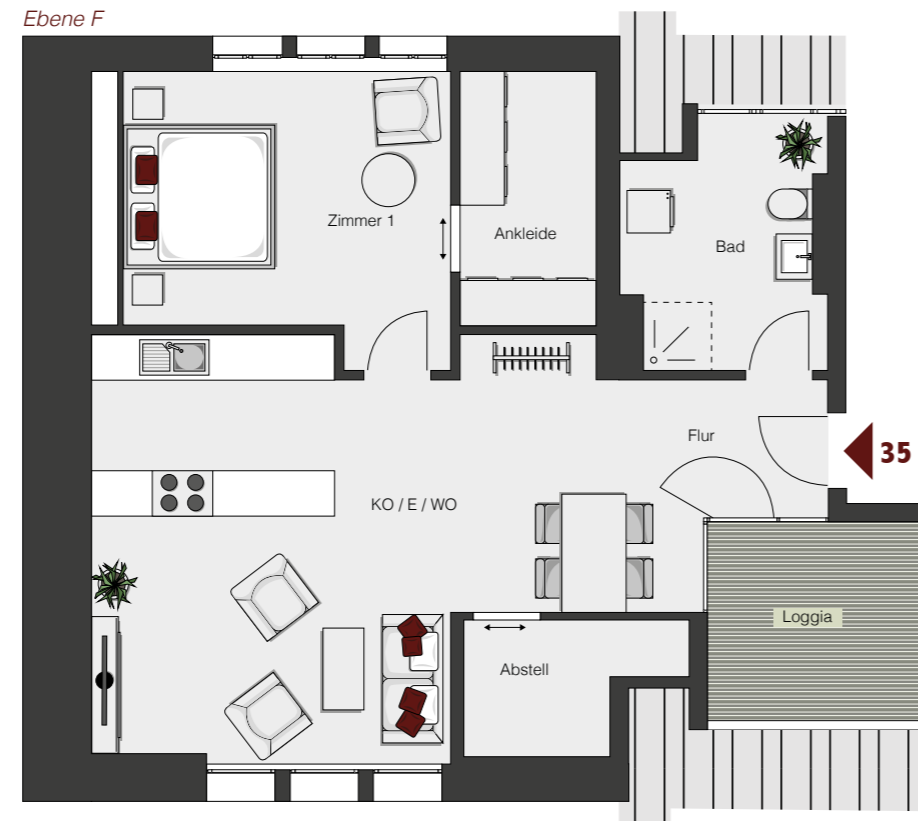 Ebene F
Zimmer 1
Ankleide
Bad
Flur
35
KO / E / WO
Loggia
Abstell